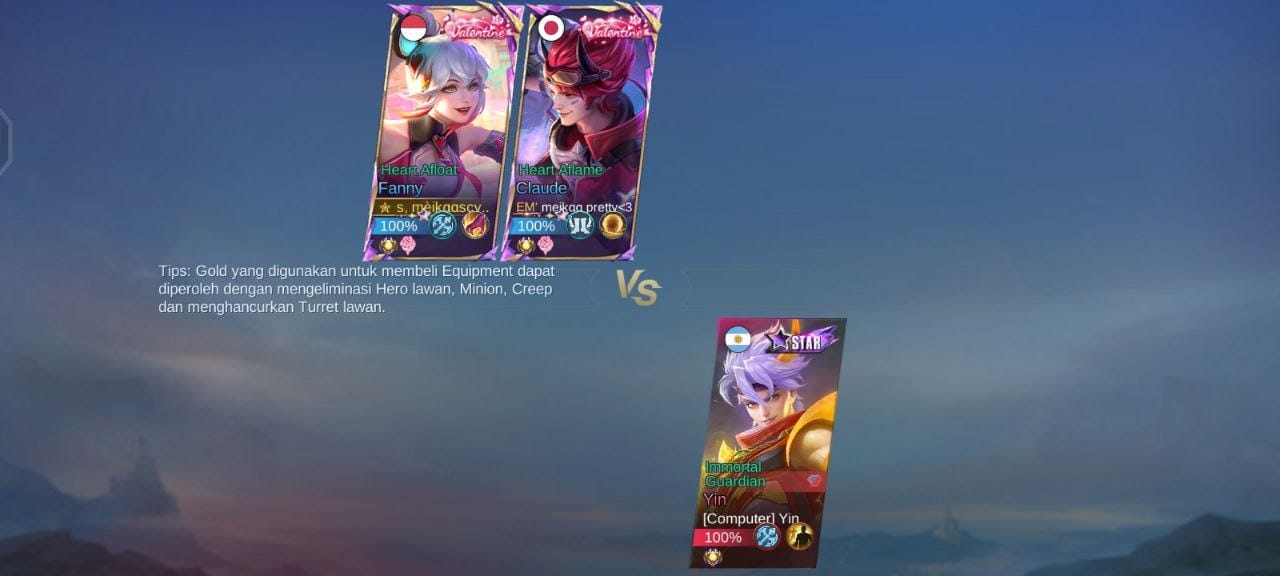 Valentine
Heart Afloat
Fanny
s, mèikggscy..
100%
Valentine
Heart Aflame
Claude
EM' meikgg pretty<3
100%
Tips: Gold yang digunakan untuk membeli Equipment dapat
diperoleh dengan mengeliminasi Hero lawan, Minion, Creep
dan menghancurkan Turret lawan.
VS
STAR
Immortal
Guardian
Yin
[Computer] Yin
100%